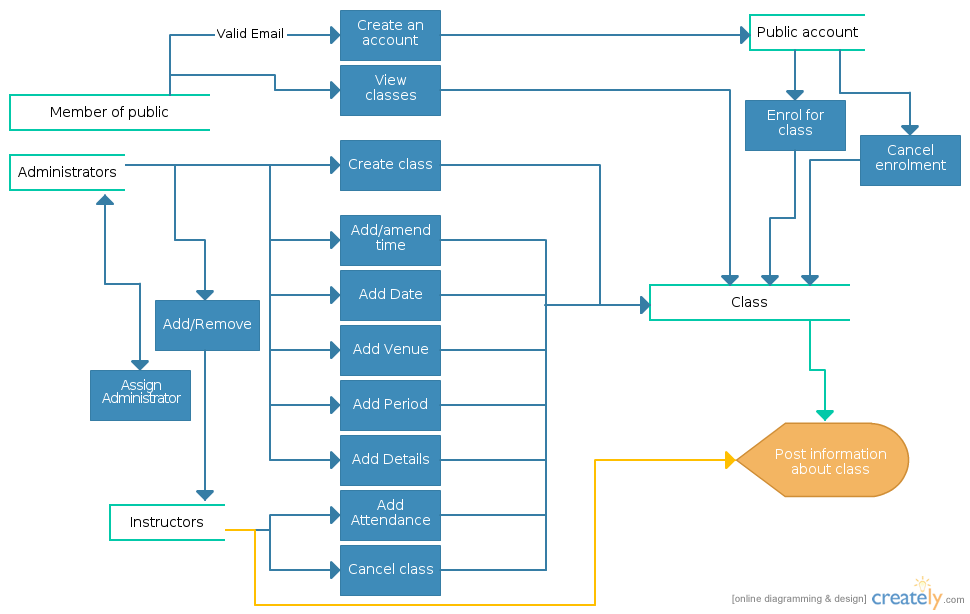 Valid Email
Create an
account
Public account
View
classes
Member of public
Enrol for
class
Cancel
enrolment
Administrators
Create class
Add/amend
time
Add Date
Class
Add/Remove
Add Venue
Assign
Administrator
Add Period
Add Details
Post information
about class
Instructors
Add
Attendance
Cancel class
[online diagramming & design] creately.com